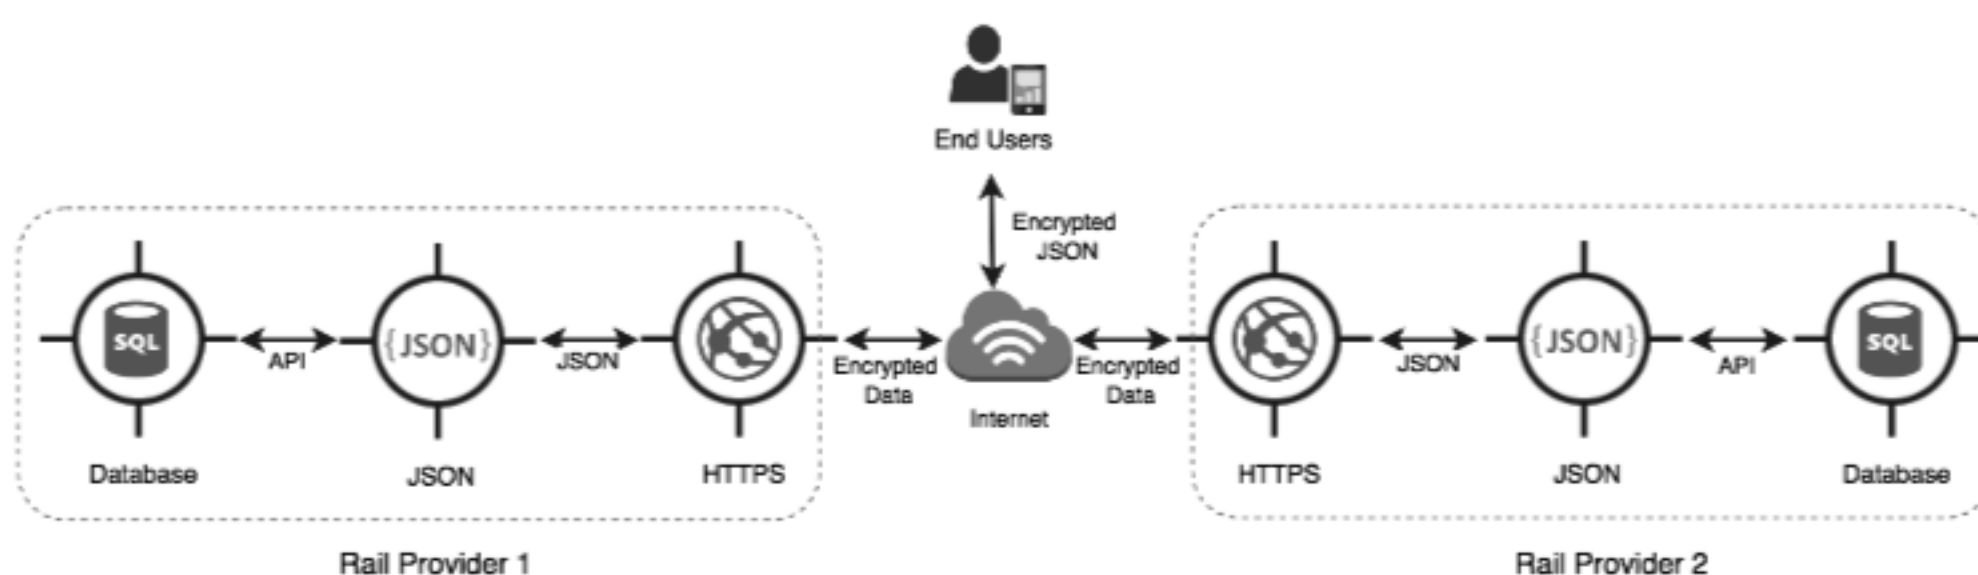 End Users
Encrypted
JSON
SQL
API
{JSON}
JSON
Encrypted
Data
Internet
Encrypted
Data
JSON
{JSON}
API
SQL
Database
JSON
HTTPS
HTTPS
JSON
Database
Rail Provider 1
Rail Provider 2